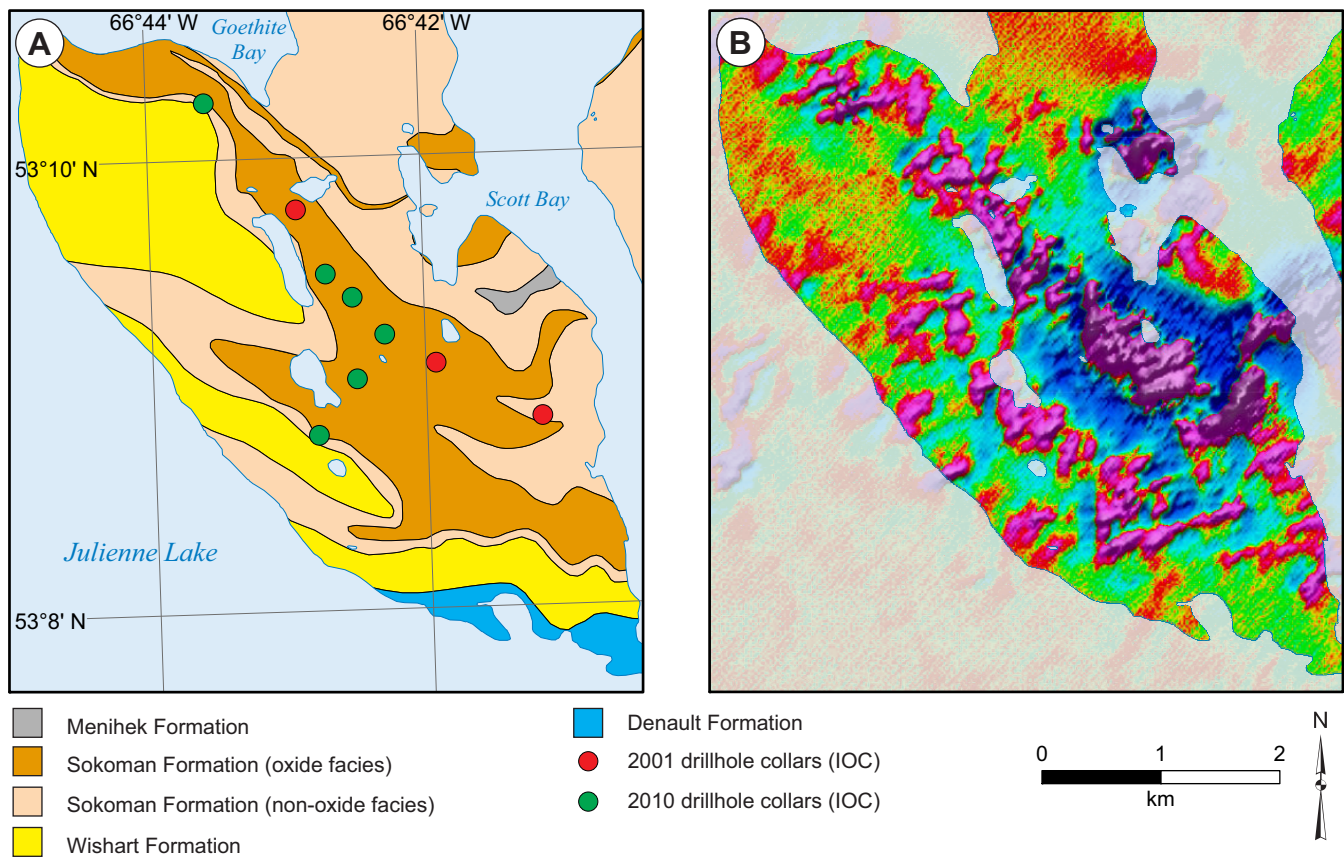 A
66°44' W
66°42' W
Goethite
Bay
53°10' N
Scott Bay
Julienne Lake
53°8' N
B
Menihek Formation
Sokoman Formation (oxide facies)
Sokoman Formation (non-oxide facies)
Wishart Formation
Denault Formation
2001 drillhole collars (IOC)
2010 drillhole collars (IOC)
0 1 2
km
N